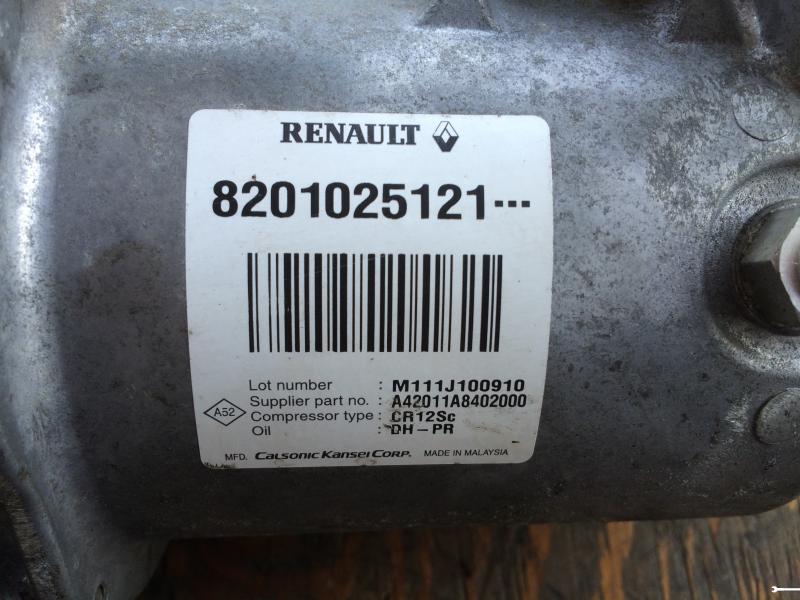 RENAULT
8201025121---
Lot number : M111J100910
Supplier part no. : A42011A8402000
A52
Compressor type : CR12Sc
Oil : DH-PR
MFD. CALSONIC KANSEI CORP. MADE IN MALAYSIA